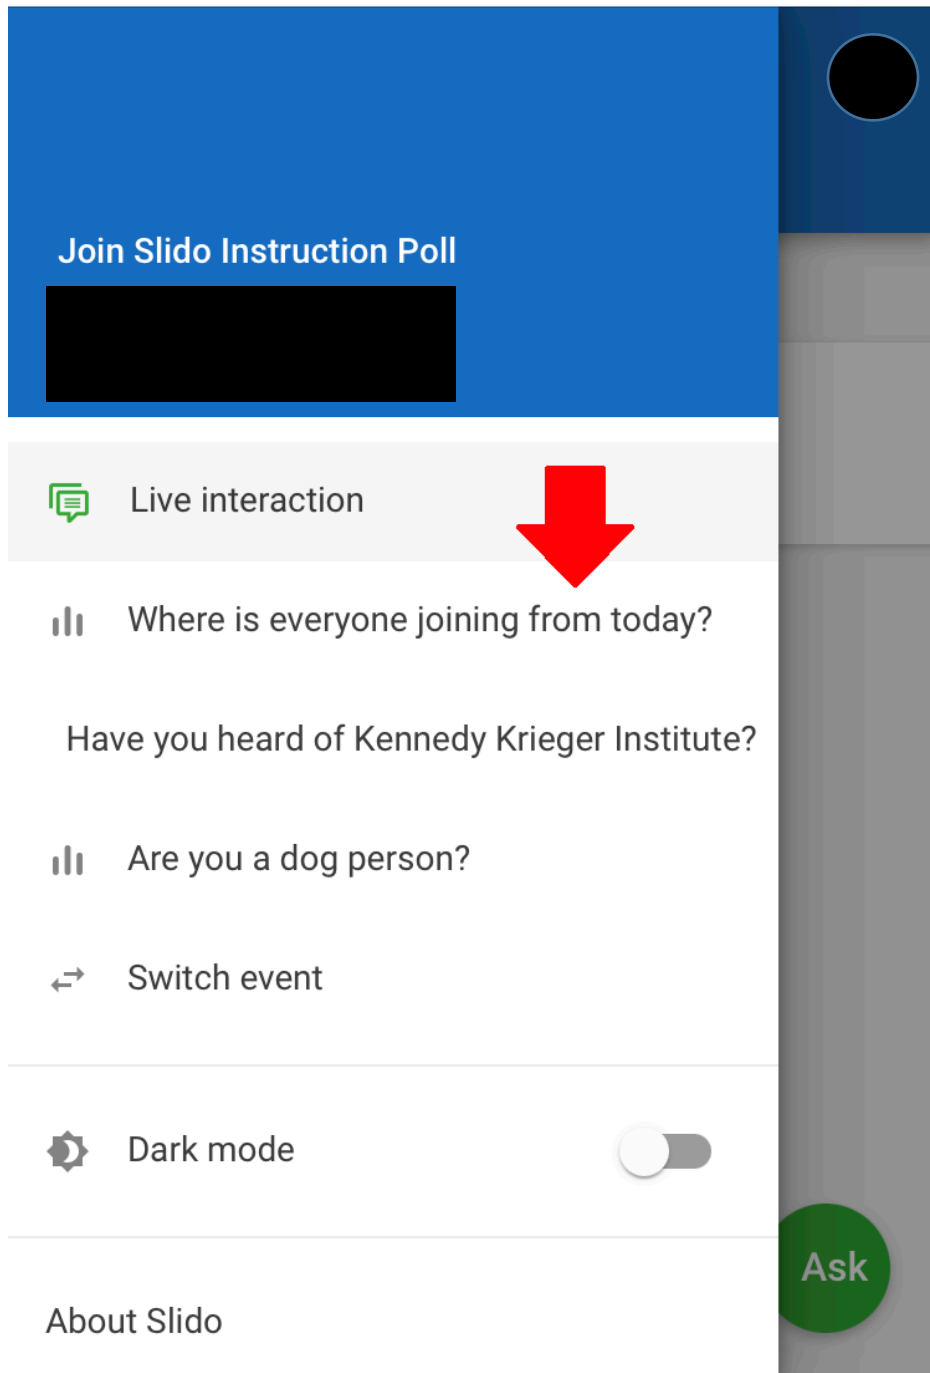 Join Slido Instruction Poll
Live interaction
Where is everyone joining from today?
Have you heard of Kennedy Krieger Institute?
Are you a dog person?
Switch event
Dark mode
Ask
About Slido